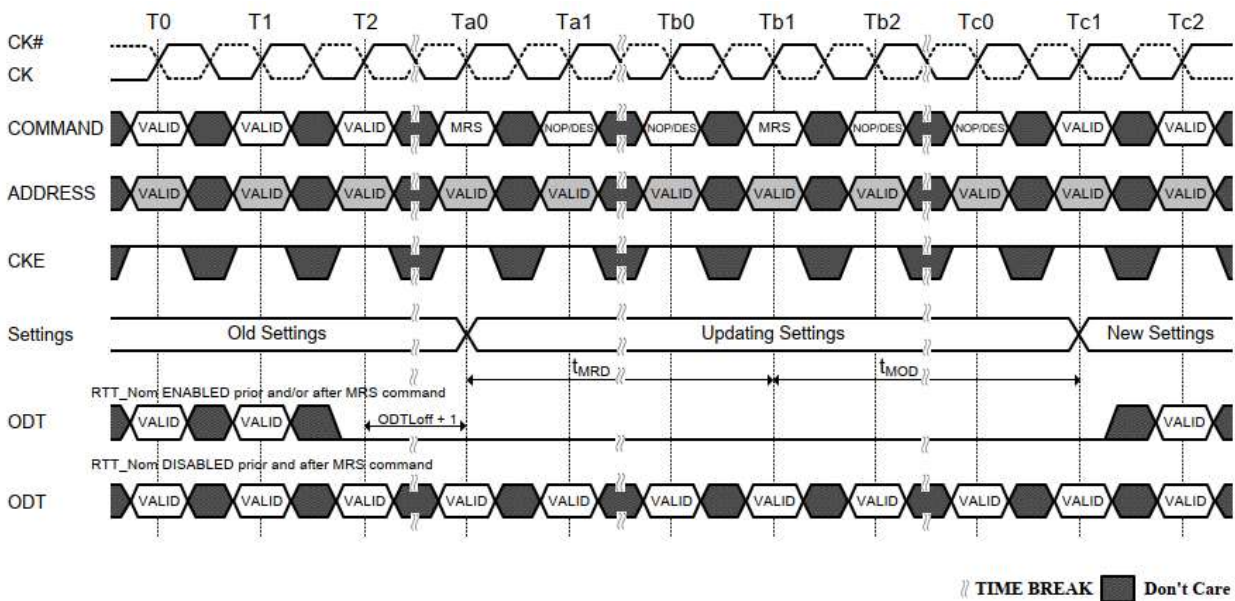 T0 T1 T2 Ta0 Ta1 Tb0 Tb1 Tb2 Tc0 Tc1 Tc2
CK#
CK
COMMAND VALID VALID VALID MRS NOP/DES NOP/DES MRS NOP/DES NOP/DES VALID VALID
ADDRESS VALID VALID VALID VALID VALID VALID VALID VALID VALID VALID VALID
CKE
Settings Old Settings Updating Settings New Settings
tMRD tMOD
RTT_Nom ENABLED prior and/or after MRS command
ODT VALID VALID ODTLoff + 1 VALID
RTT_Nom DISABLED prior and after MRS command
ODT VALID VALID VALID VALID VALID VALID VALID VALID VALID VALID VALID
TIME BREAK Don't Care